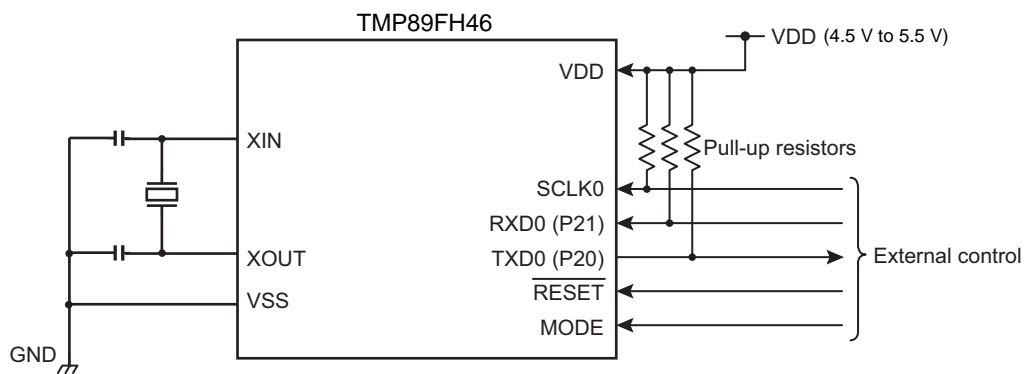 TMP89FH46
VDD (4.5 V to 5.5 V)
VDD
XIN
Pull-up resistors
SCLK0
RXD0 (P21)
XOUT
TXD0 (P20)
External control
VSS
RESET
MODE
GND